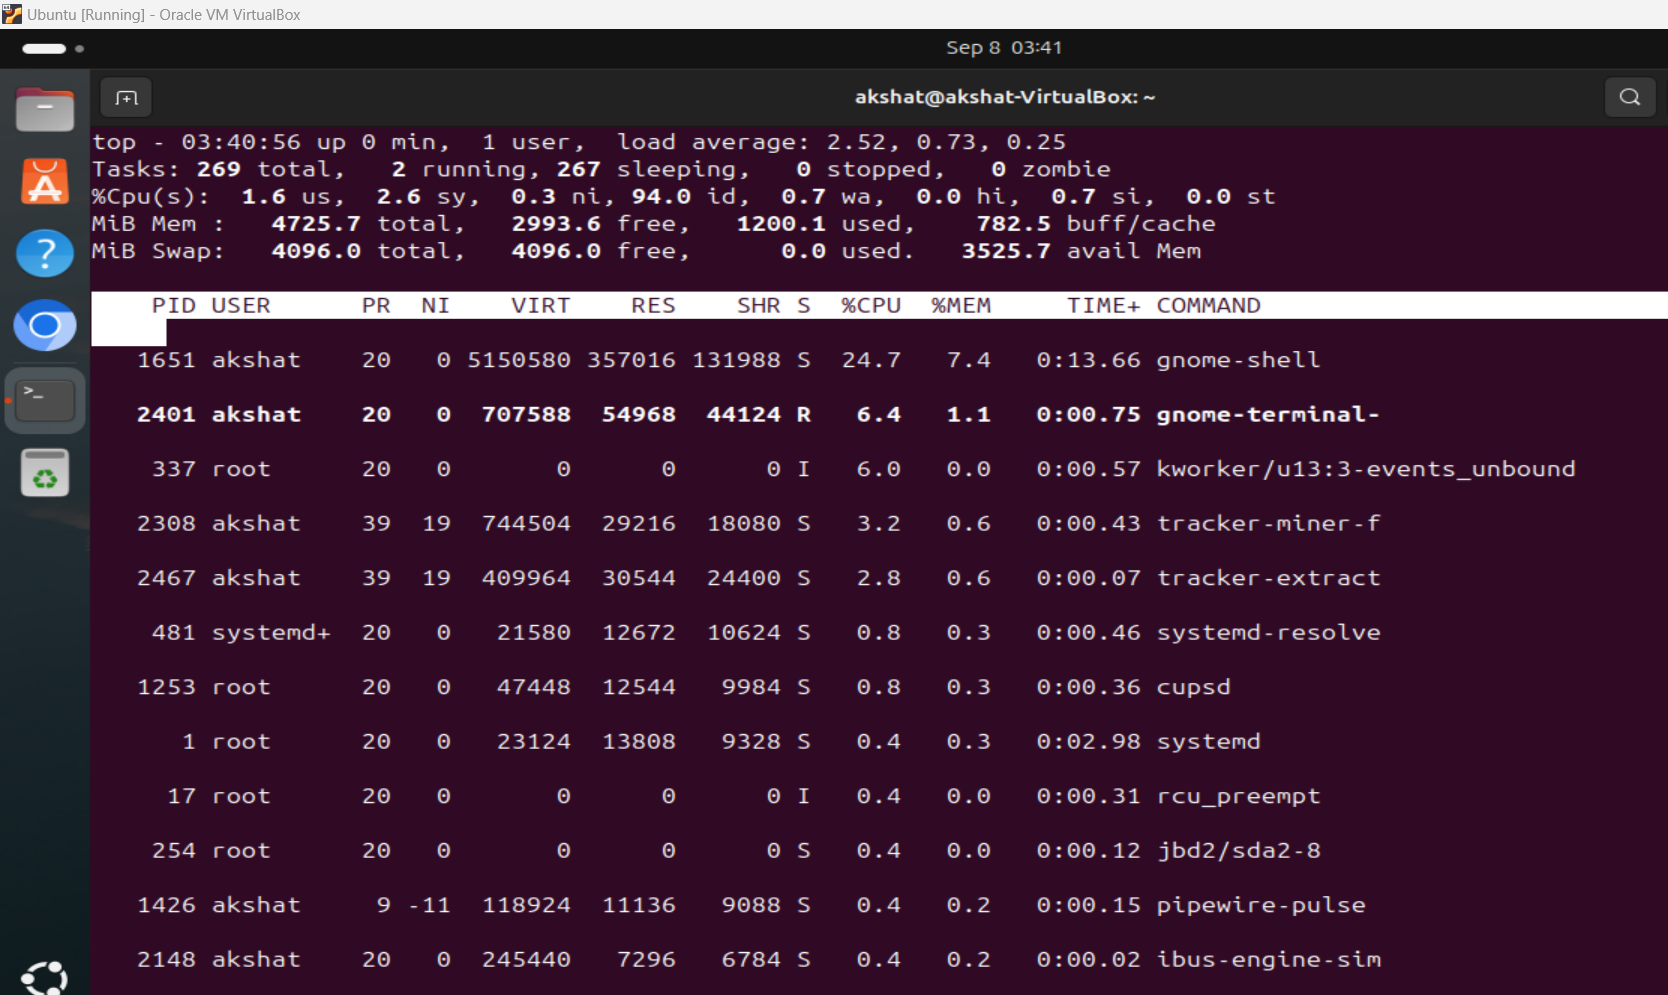 Ubuntu [Running] - Oracle VM VirtualBox
Sep 8 03:41
akshat@akshat-VirtualBox: ~
top - 03:40:56 up 0 min, 1 user, load average: 2.52, 0.73, 0.25
Tasks: 269 total, 2 running, 267 sleeping, 0 stopped, 0 zombie
%Cpu(s): 1.6 us, 2.6 sy, 0.3 ni, 94.0 id, 0.7 wa, 0.0 hi, 0.7 si, 0.0 st
MiB Mem : 4725.7 total, 2993.6 free, 1200.1 used, 782.5 buff/cache
MiB Swap: 4096.0 total, 4096.0 free, 0.0 used. 3525.7 avail Mem
PID USER PR NI VIRT RES SHR S %CPU %MEM TIME+ COMMAND
1651 akshat 20 0 5150580 357016 131988 S 24.7 7.4 0:13.66 gnome-shell
2401 akshat 20 0 707588 54968 44124 R 6.4 1.1 0:00.75 gnome-terminal-
337 root 20 0 0 0 0 I 6.0 0.0 0:00.57 kworker/u13:3-events_unbound
2308 akshat 39 19 744504 29216 18080 S 3.2 0.6 0:00.43 tracker-miner-f
2467 akshat 39 19 409964 30544 24400 S 2.8 0.6 0:00.07 tracker-extract
481 systemd+ 20 0 21580 12672 10624 S 0.8 0.3 0:00.46 systemd-resolve
1253 root 20 0 47448 12544 9984 S 0.8 0.3 0:00.36 cupsd
1 root 20 0 23124 13808 9328 S 0.4 0.3 0:02.98 systemd
17 root 20 0 0 0 0 I 0.4 0.0 0:00.31 rcu_preempt
254 root 20 0 0 0 0 S 0.4 0.0 0:00.12 jbd2/sda2-8
1426 akshat 9 -11 118924 11136 9088 S 0.4 0.2 0:00.15 pipewire-pulse
2148 akshat 20 0 245440 7296 6784 S 0.4 0.2 0:00.02 ibus-engine-sim